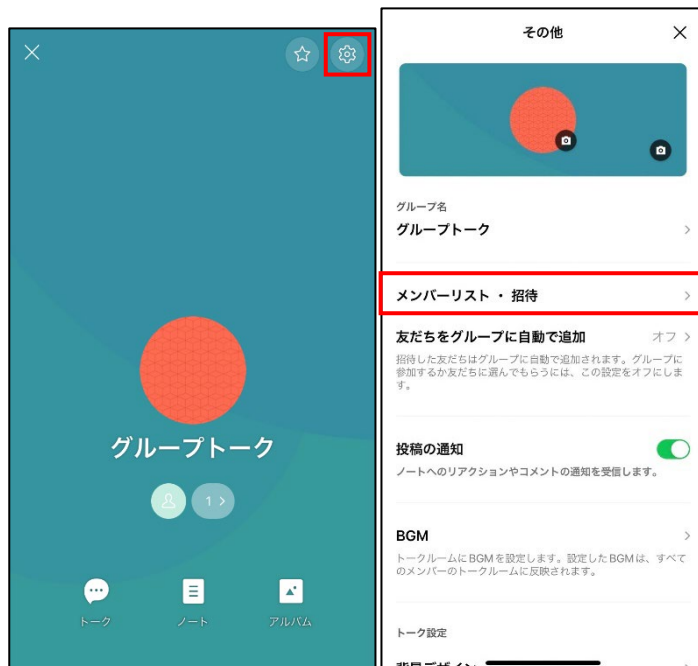 グループトーク
1
トーク
ノート
アルバム
その他
グループ名
グループトーク
メンバーリスト ・ 招待
友だちをグループに自動で追加 オフ
招待した友だちはグループに自動で追加されます。グループに
参加するか友だちに選んでもらうには、この設定をオフにしま
す。
投稿の通知
ノートへのリアクションやコメントの通知を受信します。
BGM
トークルームにBGMを設定します。設定したBGMは、すべて
のメンバーのトークルームに反映されます。
トーク設定
背景デザイン